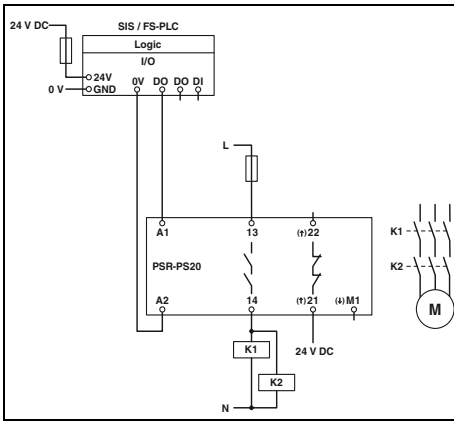 24 V DC
SIS / FS-PLC
Logic
I/O
24V
0 V
GND
0V DO DO DI
L
A1 13 (↑)22
PSR-PS20
A2 14 (↑)21 (↓)M1
K1
K2
M
K1
24 V DC
K2
N